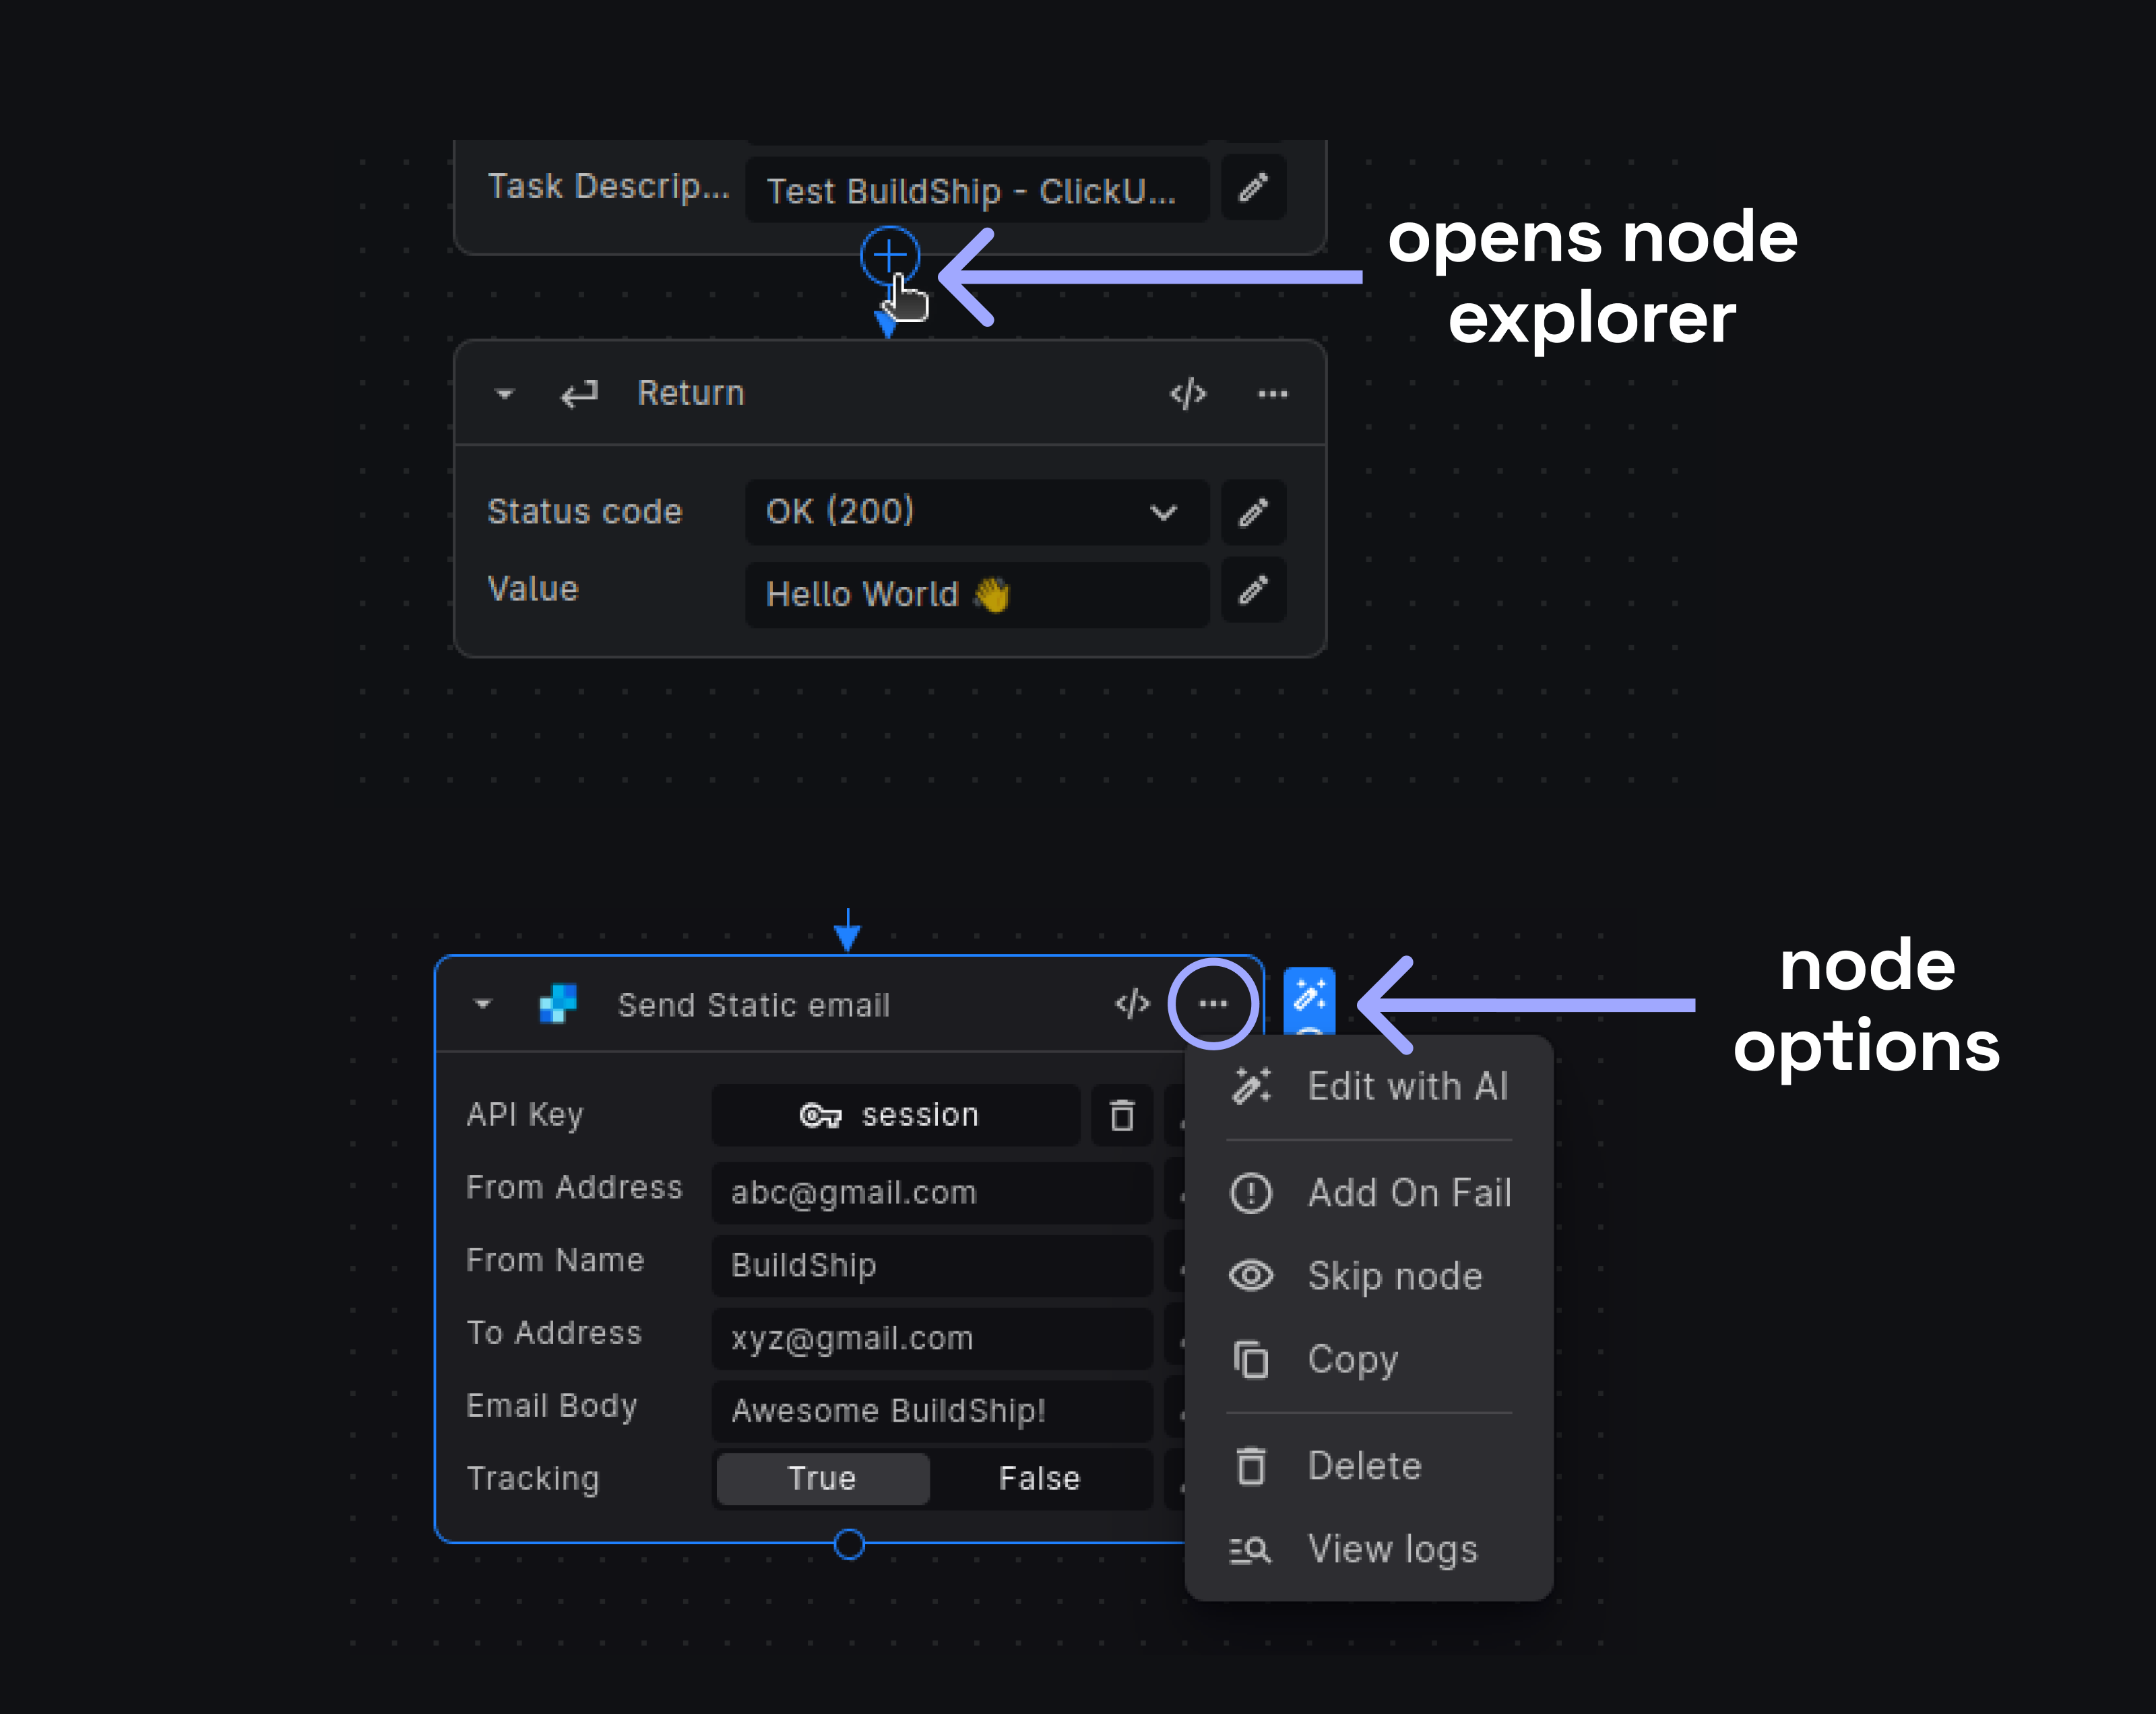 Task Descrip...
Test BuildShip - ClickU...
opens node
explorer
Return
Status code
OK (200)
Value
Hello World 👋
Send Static email
node
options
API Key
session
From Address
abc@gmail.com
From Name
BuildShip
To Address
xyz@gmail.com
Email Body
Awesome BuildShip!
Tracking
True
False
Edit with AI
Add On Fail
Skip node
Copy
Delete
View logs